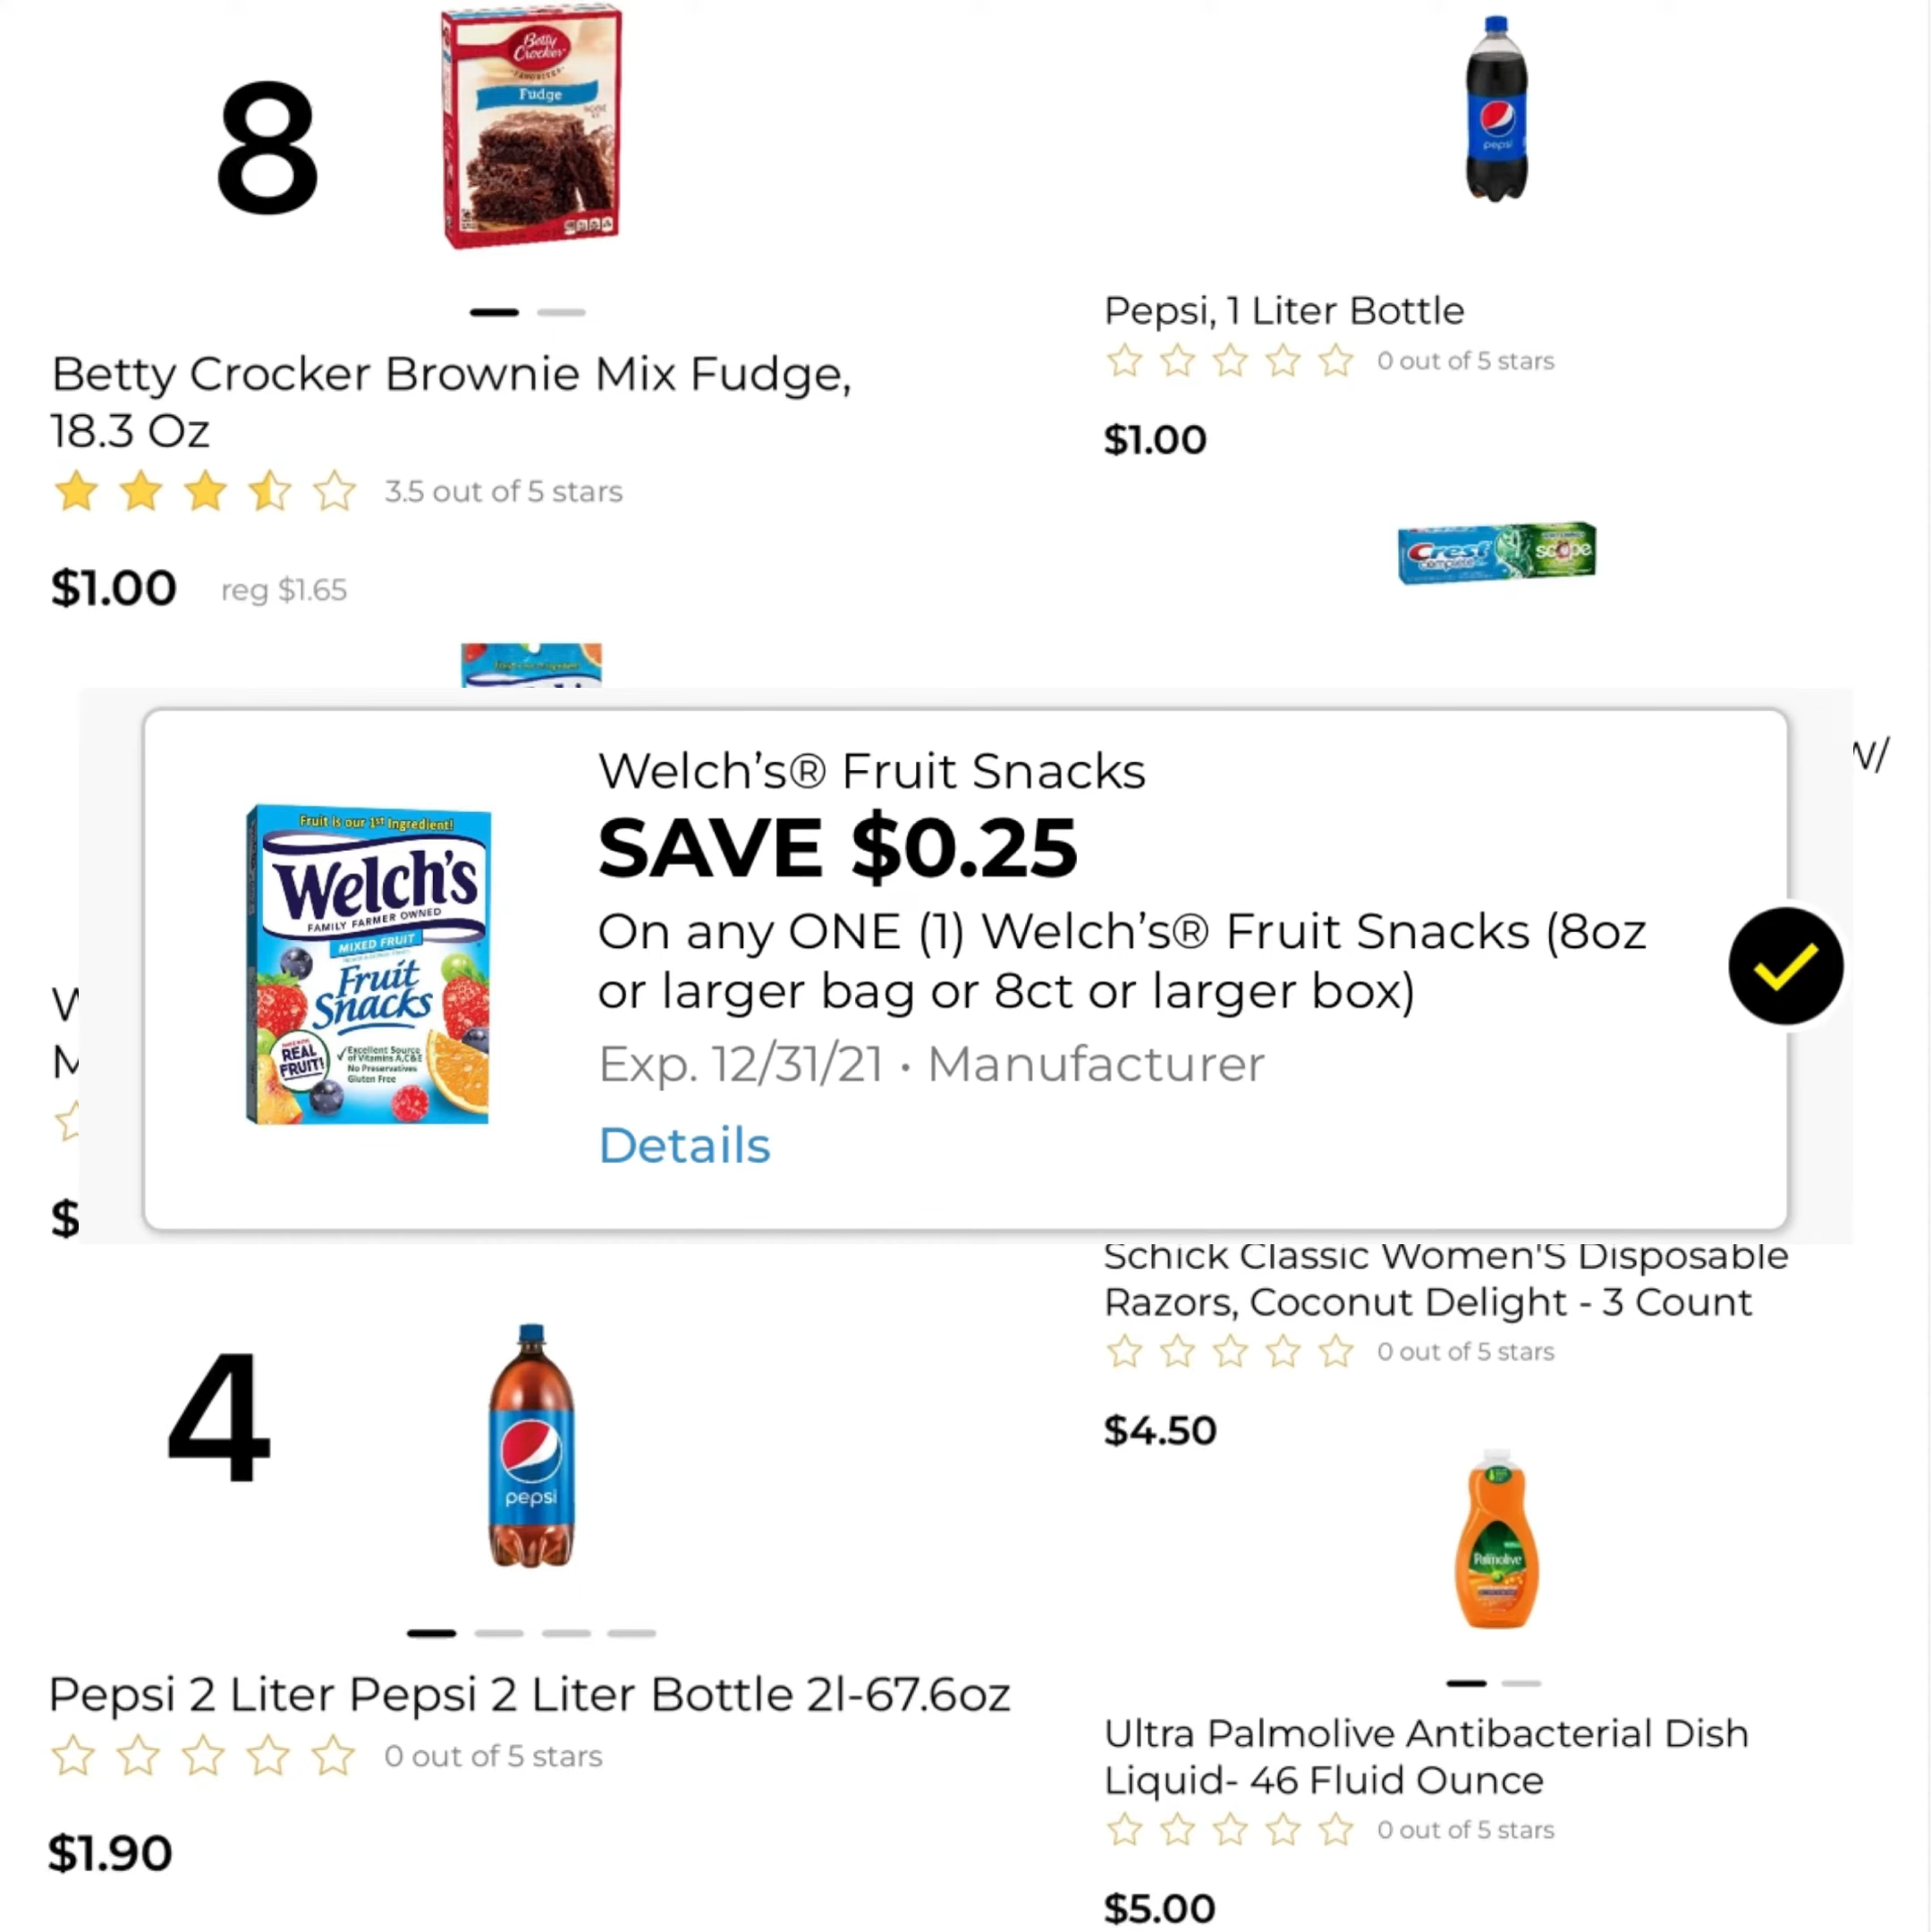 8
Betty
Crocker
FAVORITES
Fudge
Betty Crocker Brownie Mix Fudge,
18.3 Oz
3.5 out of 5 stars
$1.00 reg $1.65
pepsi
Pepsi, 1 Liter Bottle
0 out of 5 stars
$1.00
Crest
complete
scope
W/
W
M
$
Fruit is our 1st Ingredient!
Welch's
FAMILY FARMER OWNED
MIXED FRUIT
Fruit
Snacks
REAL
FRUIT!
✓Excellent Source
of Vitamins A,C&E
No Preservatives
Gluten Free
Welch’s® Fruit Snacks
SAVE $0.25
On any ONE (1) Welch’s® Fruit Snacks (8oz
or larger bag or 8ct or larger box)
Exp. 12/31/21 • Manufacturer
Details
4
pepsi
Pepsi 2 Liter Pepsi 2 Liter Bottle 2l-67.6oz
0 out of 5 stars
$1.90
Schick Classic Women'S Disposable
Razors, Coconut Delight - 3 Count
0 out of 5 stars
$4.50
Palmolive
Ultra Palmolive Antibacterial Dish
Liquid- 46 Fluid Ounce
0 out of 5 stars
$5.00